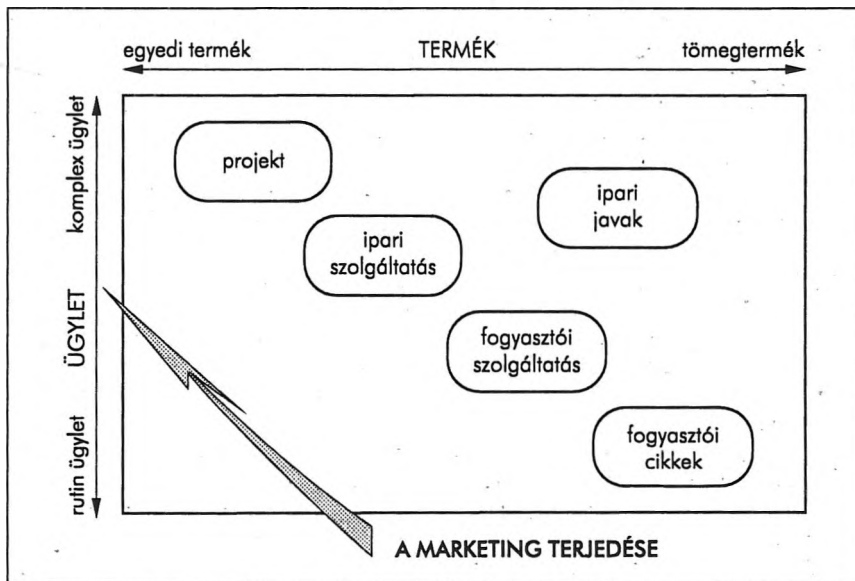 egyedi termék TERMÉK tömegtermék
komplex ügylet
ÜGYLET
rutin ügylet
projekt
ipari
javak
ipari
szolgáltatás
fogyasztói
szolgáltatás
fogyasztói
cikkek
A MARKETING TERJEDÉSE